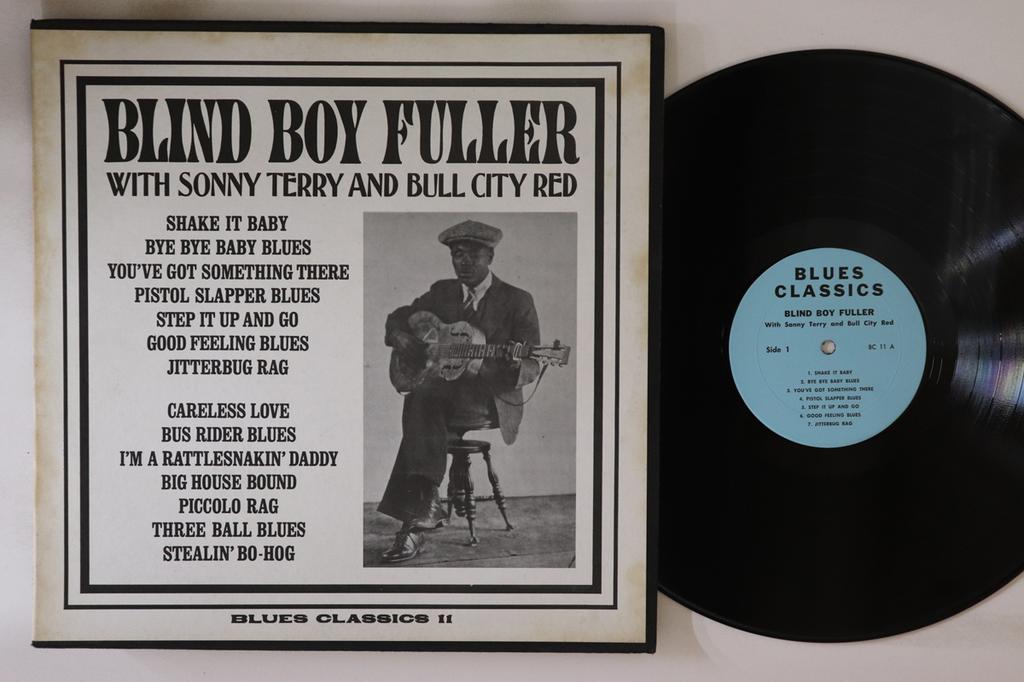 BLIND BOY FULLER
WITH SONNY TERRY AND BULL CITY RED
SHAKE IT BABY
BYE BYE BABY BLUES
YOU'VE GOT SOMETHING THERE
PISTOL SLAPPER BLUES
STEP IT UP AND GO
GOOD FEELING BLUES
JITTERBUG RAG
CARELESS LOVE
BUS RIDER BLUES
I'M A RATTLESNAKIN' DADDY
BIG HOUSE BOUND
PICCOLO RAG
THREE BALL BLUES
STEALIN' BO-HOG
BLUES CLASSICS 11
BLUES
CLASSICS
BLIND BOY FULLER
With Sonny Terry and Bull City Red
Side 1
BC 11 A
1. SHAKE IT BABY
2. BYE BYE BABY BLUES
3. YOU'VE GOT SOMETHING THERE
4. PISTOL SLAPPER BLUES
5. STEP IT UP AND GO
6. GOOD FEELING BLUES
7. JITTERBUG RAG